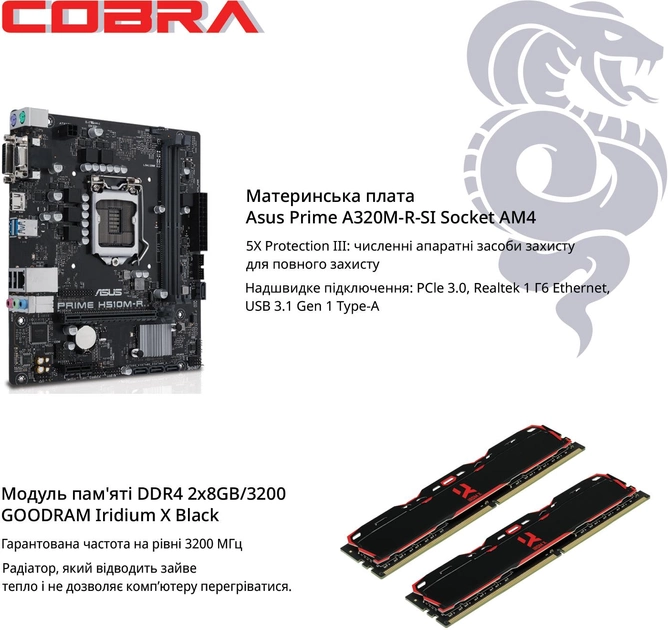 COBRA
Материнська плата
Asus Prime A320M-R-SI Socket AM4
5X Protection III: численні апаратні засоби захисту
для повного захисту
Надшвидке підключення: PCIe 3.0, Realtek 1 Гб Ethernet,
USB 3.1 Gen 1 Type-A
ASUS
PRIME H510M-R
Модуль пам'яті DDR4 2x8GB/3200
GOODRAM Iridium X Black
Гарантована частота на рівні 3200 МГц
Радіатор, який відводить зайве
тепло і не дозволяє комп’ютеру перегріватися.